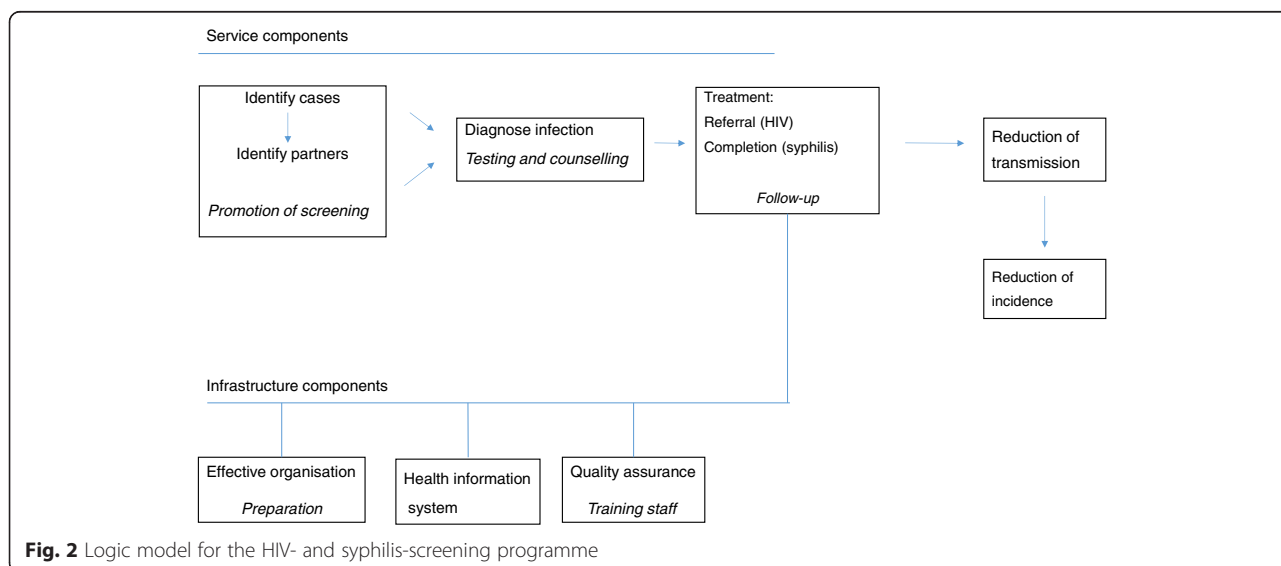 Service components
Identify cases
Identify partners
Promotion of screening
Diagnose infection
Testing and counselling
Treatment:
Referral (HIV)
Completion (syphilis)
Follow-up
Reduction of
transmission
Reduction of
incidence
Infrastructure components
Effective organisation
Preparation
Health information
system
Quality assurance
Training staff
Fig. 2 Logic model for the HIV- and syphilis-screening programme